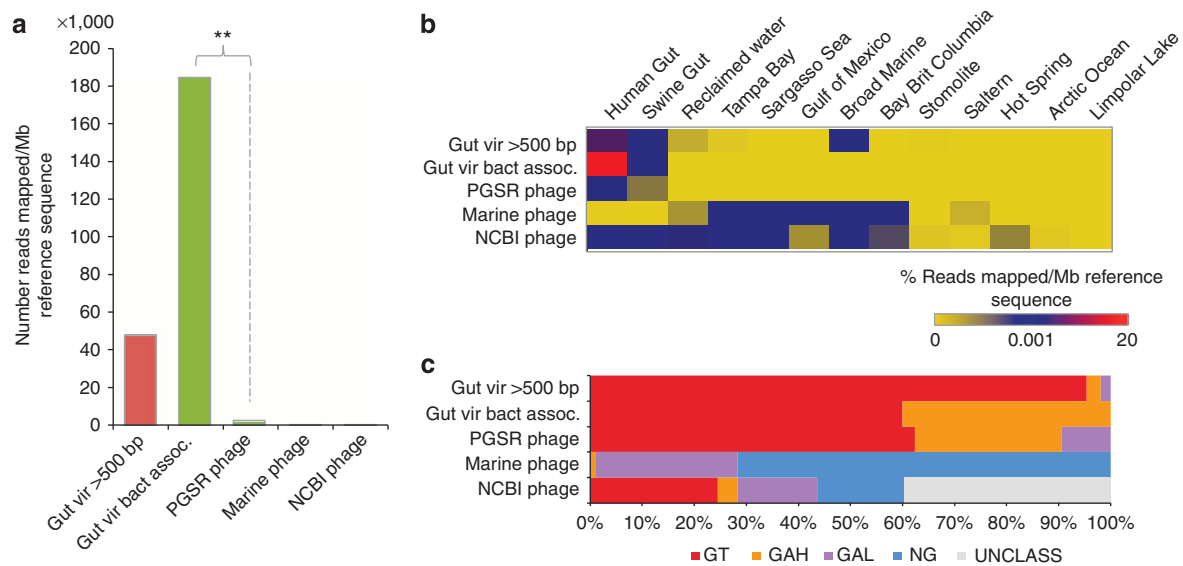 a
×1,000
Number reads mapped/Mb
reference sequence
200
180
160
140
120
100
80
60
40
20
0
**
Gut vir >500 bp
Gut vir bact assoc.
PGSR phage
Marine phage
NCBI phage
b
Human Gut
Swine Gut
Reclaimed water
Tampa Bay
Sargasso Sea
Gulf of Mexico
Broad Marine
Bay Brit Columbia
Stomolite
Saltern
Hot Spring
Arctic Ocean
Limpolar Lake
Gut vir >500 bp
Gut vir bact assoc.
PGSR phage
Marine phage
NCBI phage
% Reads mapped/Mb reference
sequence
0 0.001 20
c
Gut vir >500 bp
Gut vir bact assoc.
PGSR phage
Marine phage
NCBI phage
0% 10% 20% 30% 40% 50% 60% 70% 80% 90% 100%
GT GAH GAL NG UNCLASS